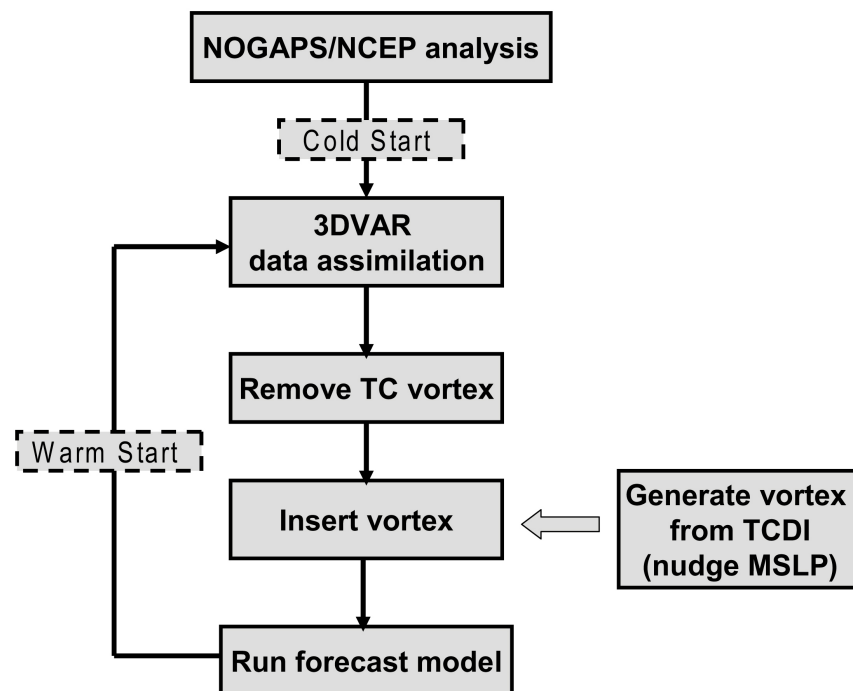 NOGAPS/NCEP analysis
Cold Start
3DVAR
data assimilation
Remove TC vortex
Warm Start
Insert vortex
Generate vortex
from TCDI
(nudge MSLP)
Run forecast model